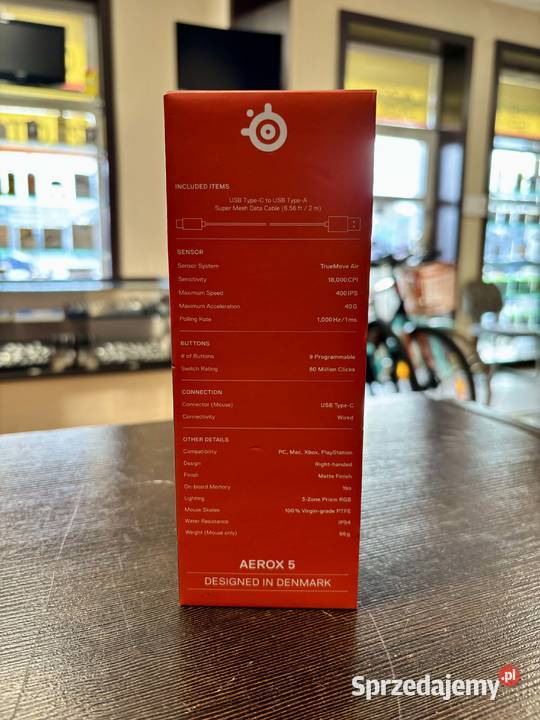 INCLUDED ITEMS
USB Type-C to USB Type-A
Super Mesh Data Cable (6.56 ft / 2 m)
SENSOR
Sensor System TrueMove Air
Sensitivity 18,000 CPI
Maximum Speed 400 IPS
Maximum Acceleration 40 G
Polling Rate 1,000 Hz / 1 ms
BUTTONS
# of Buttons 9 Programmable
Switch Rating 80 Million Clicks
CONNECTION
Connector (Mouse) USB Type-C
Connectivity Wired
OTHER DETAILS
Compatibility PC, Mac, Xbox, PlayStation
Design Right-handed
Finish Matte Finish
On-board Memory Yes
Lighting 3-Zone Prism RGB
Mouse Skates 100% Virgin-grade PTFE
Water Resistance IP54
Weight (Mouse only) 66 g
AEROX 5
DESIGNED IN DENMARK
Sprzedajemy.pl